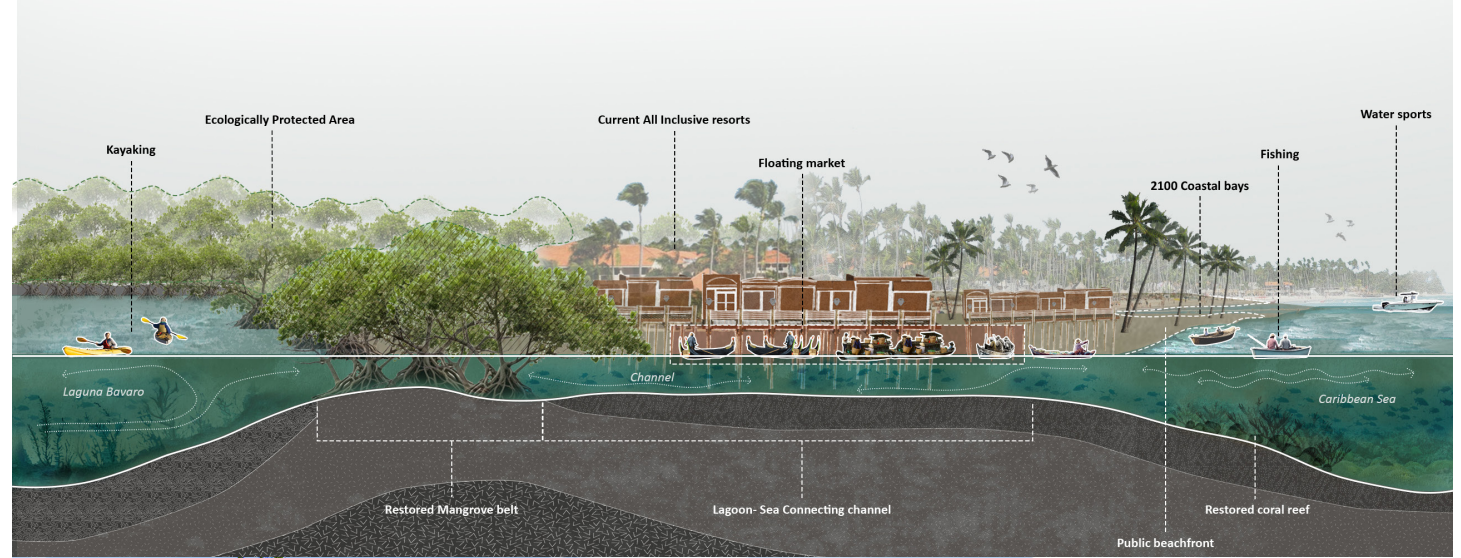 Water sports
Ecologically Protected Area
Current All Inclusive resorts
Kayaking
Fishing
Floating market
2100 Coastal bays
Channel
Laguna Bavaro
Caribbean Sea
Restored Mangrove belt
Lagoon- Sea Connecting channel
Restored coral reef
Public beachfront